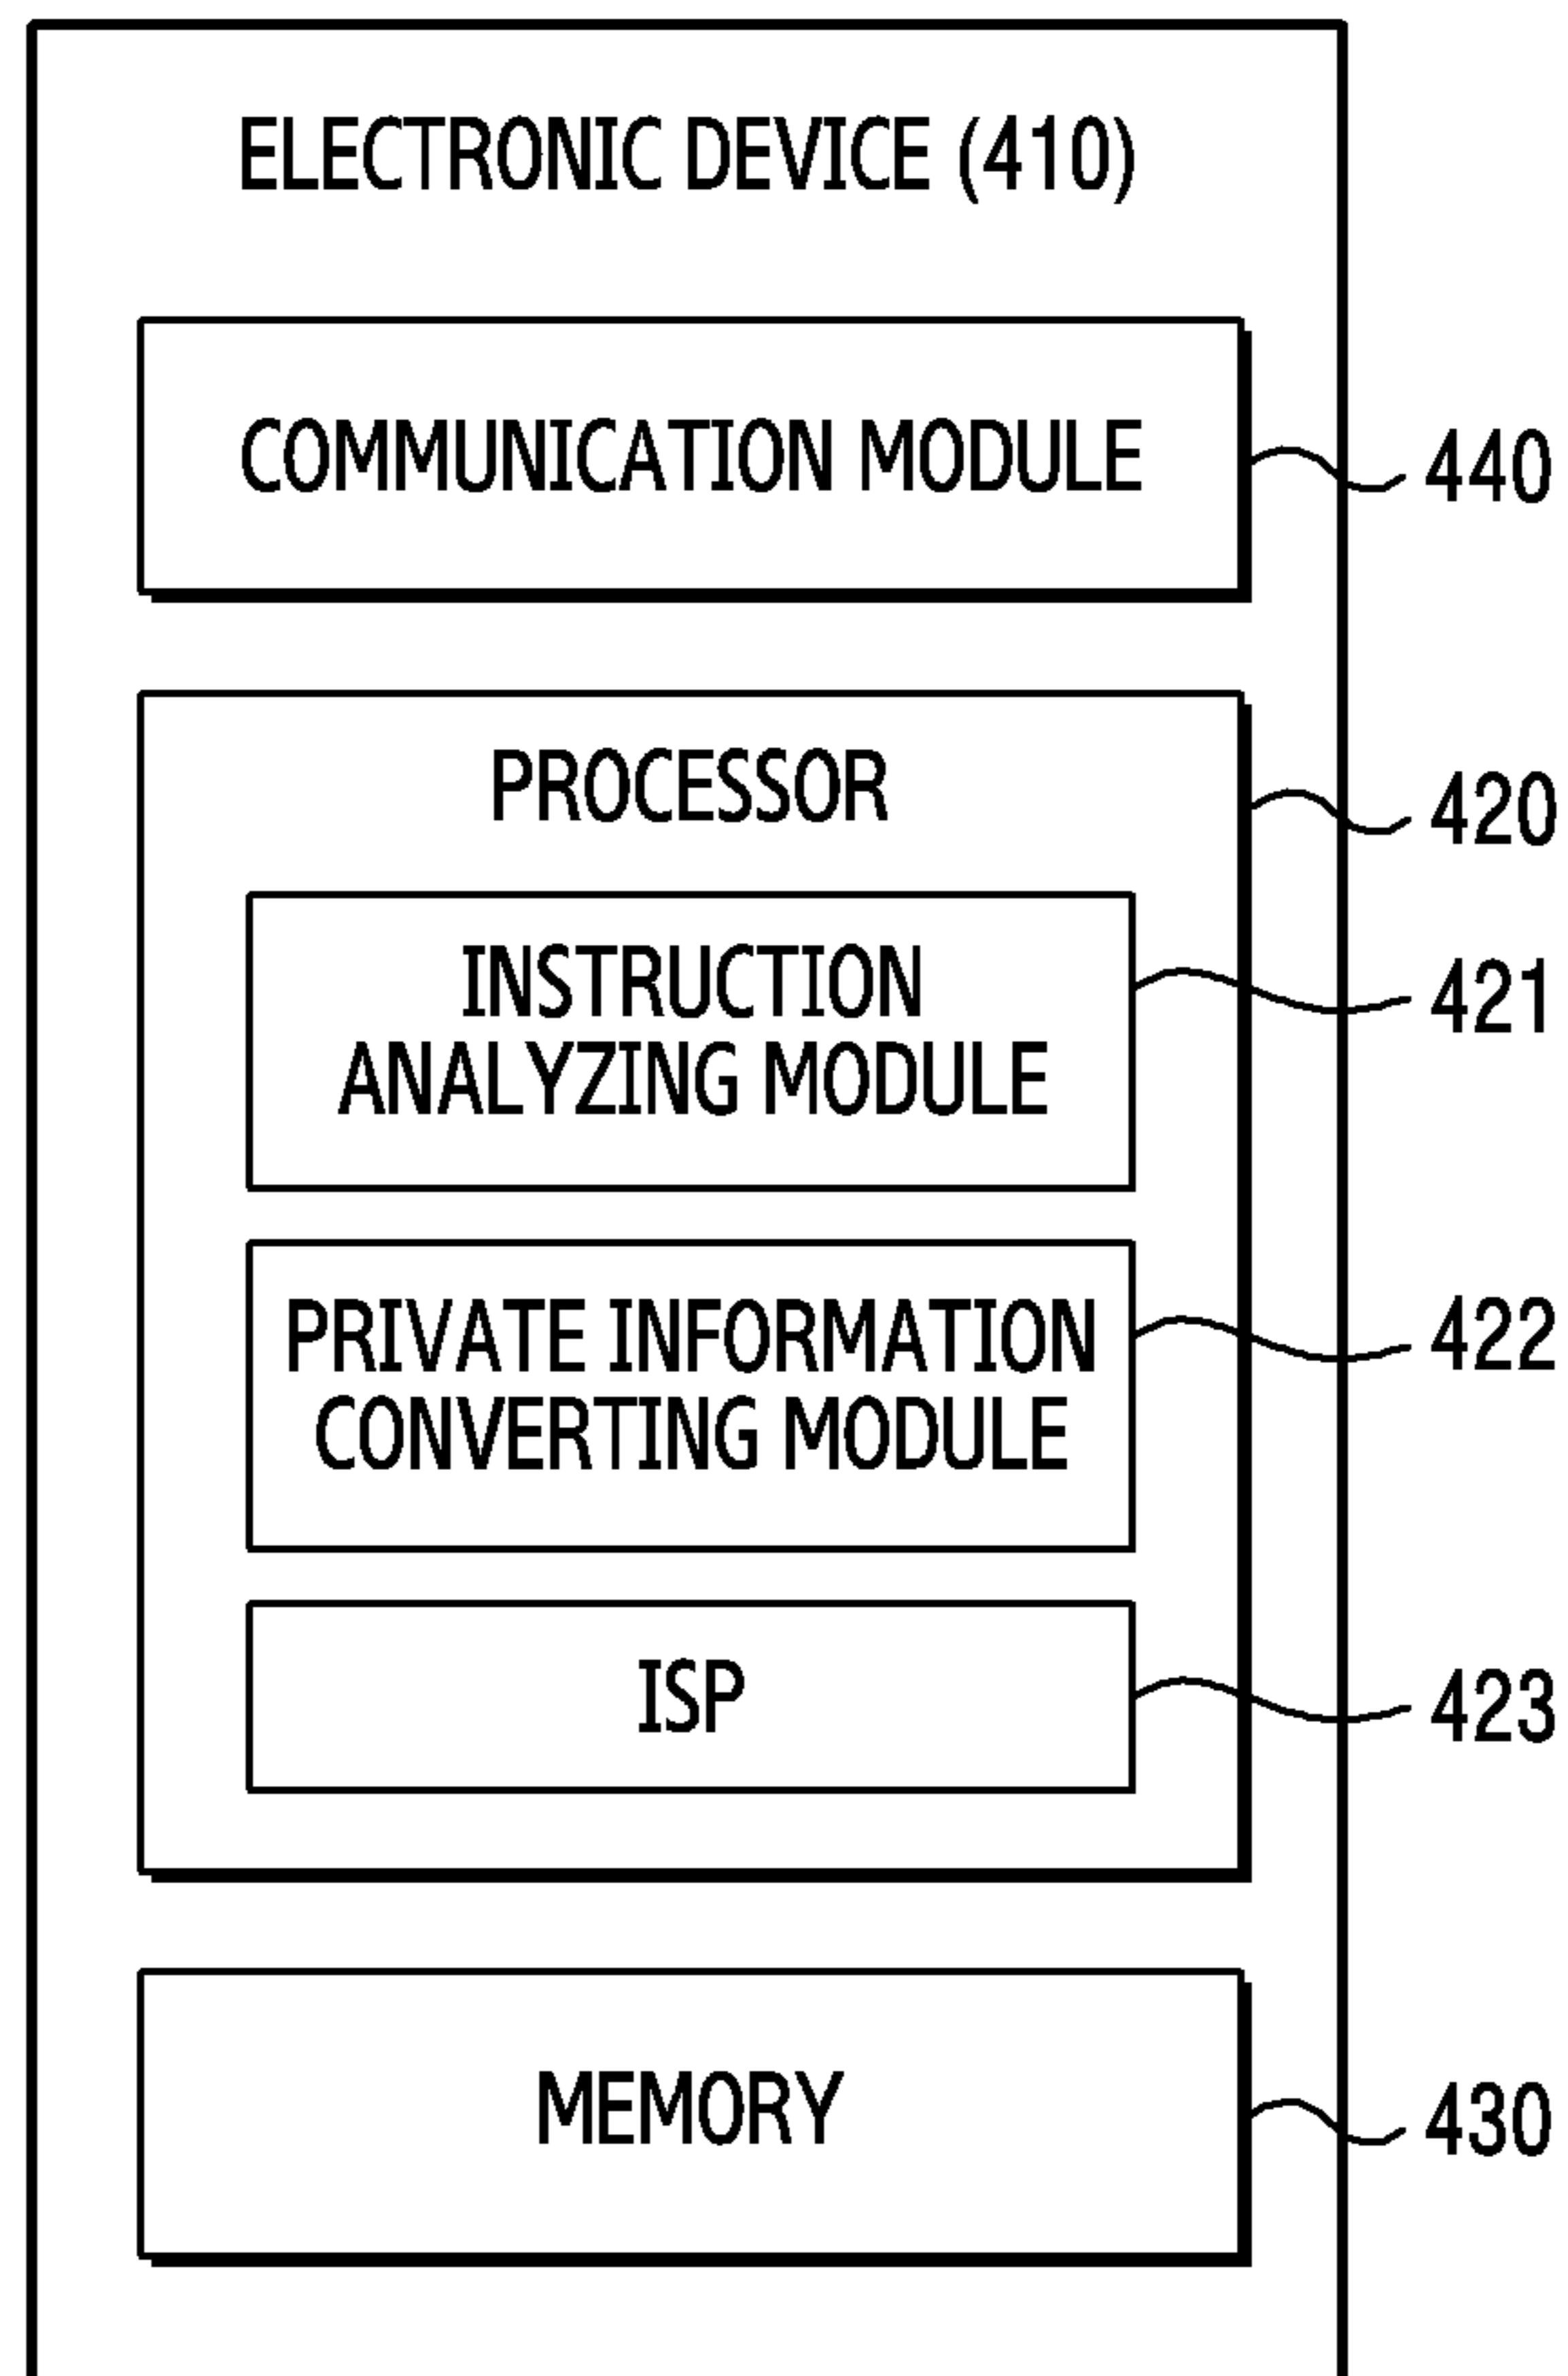 ELECTRONIC DEVICE (410)
COMMUNICATION MODULE
440
PROCESSOR
420
INSTRUCTION
ANALYZING MODULE
421
PRIVATE INFORMATION
CONVERTING MODULE
422
ISP
423
MEMORY
430